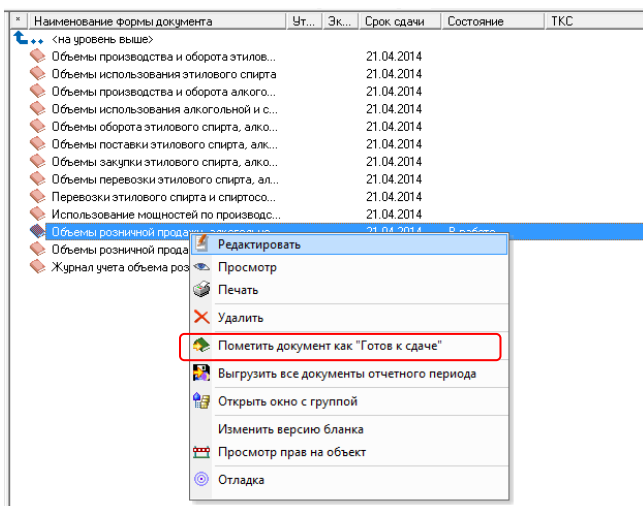 * Наименование формы документа Ут... Эк... Срок сдачи Состояние ТКС
<на уровень выше>
Объемы производства и оборота этилов... 21.04.2014
Объемы использования этилового спирта 21.04.2014
Объемы производства и оборота алкого... 21.04.2014
Объемы использования алкогольной и с... 21.04.2014
Объемы оборота этилового спирта, алко... 21.04.2014
Объемы поставки этилового спирта, алк... 21.04.2014
Объемы закупки этилового спирта, алко... 21.04.2014
Объемы перевозки этилового спирта, ал... 21.04.2014
Перевозки этилового спирта и спиртосо... 21.04.2014
Использование мощностей по производс... 21.04.2014
Объемы розничной продажи, алкогольно... 21.04.2014 В работе
Объемы розничной прода
Журнал учета объема роз
Редактировать
Просмотр
Печать
Удалить
Пометить документ как "Готов к сдаче"
Выгрузить все документы отчетного периода
Открыть окно с группой
Изменить версию бланка
Просмотр прав на объект
Отладка